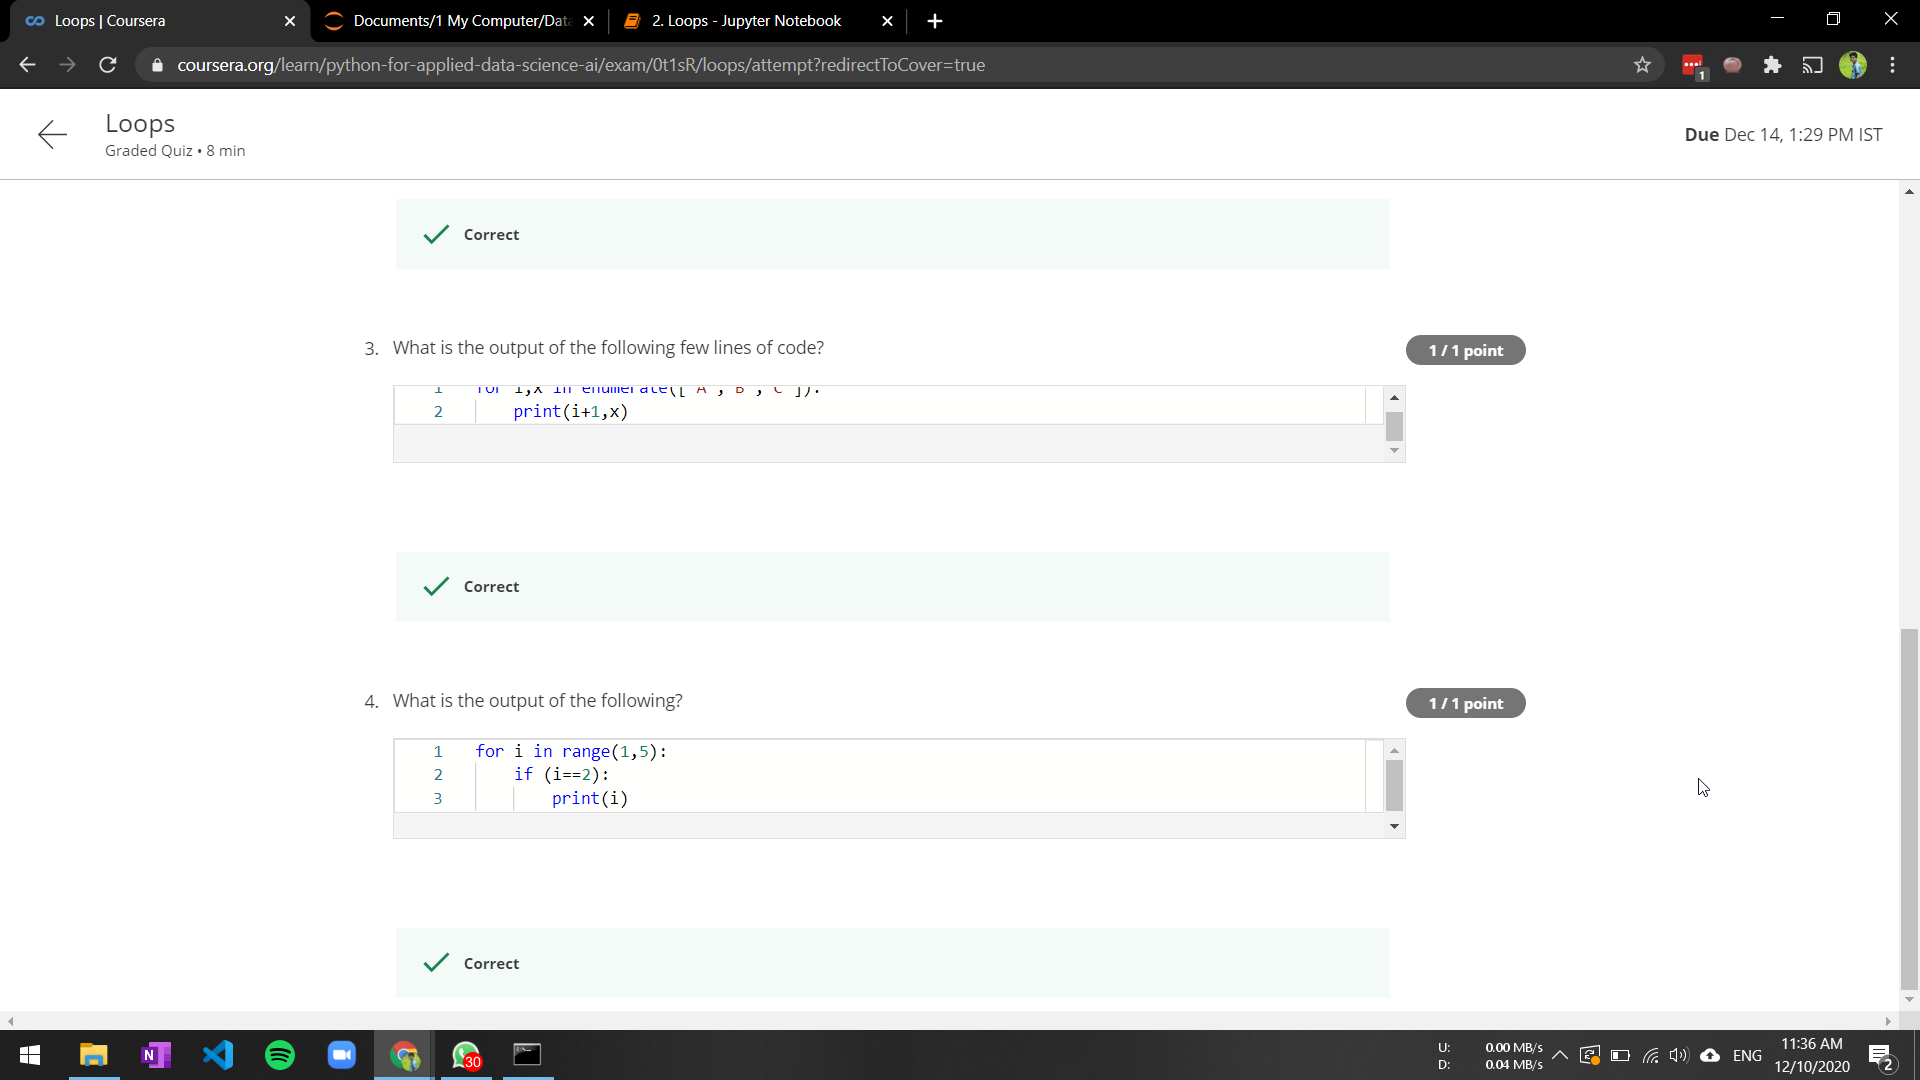 Loops | Coursera
Documents/1 My Computer/Data
2. Loops - Jupyter Notebook
coursera.org/learn/python-for-applied-data-science-ai/exam/0t1sR/loops/attempt?redirectToCover=true
1
Loops
Graded Quiz • 8 min
Due Dec 14, 1:29 PM IST
Correct
3. What is the output of the following few lines of code?
1 / 1 point
1 for i,x in enumerate(['A','B','C']):
2 print(i+1,x)
Correct
4. What is the output of the following?
1 / 1 point
1 for i in range(1,5):
2 if (i==2):
3 print(i)
Correct
N
30
U: 0.00 MB/s
D: 0.04 MB/s
ENG
11:36 AM
12/10/2020
2